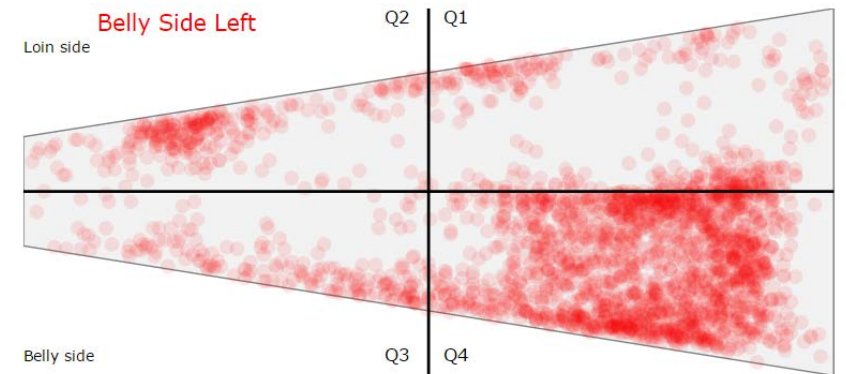 Belly Side Left
Q2 Q1
Loin side
Belly side
Q3 Q4